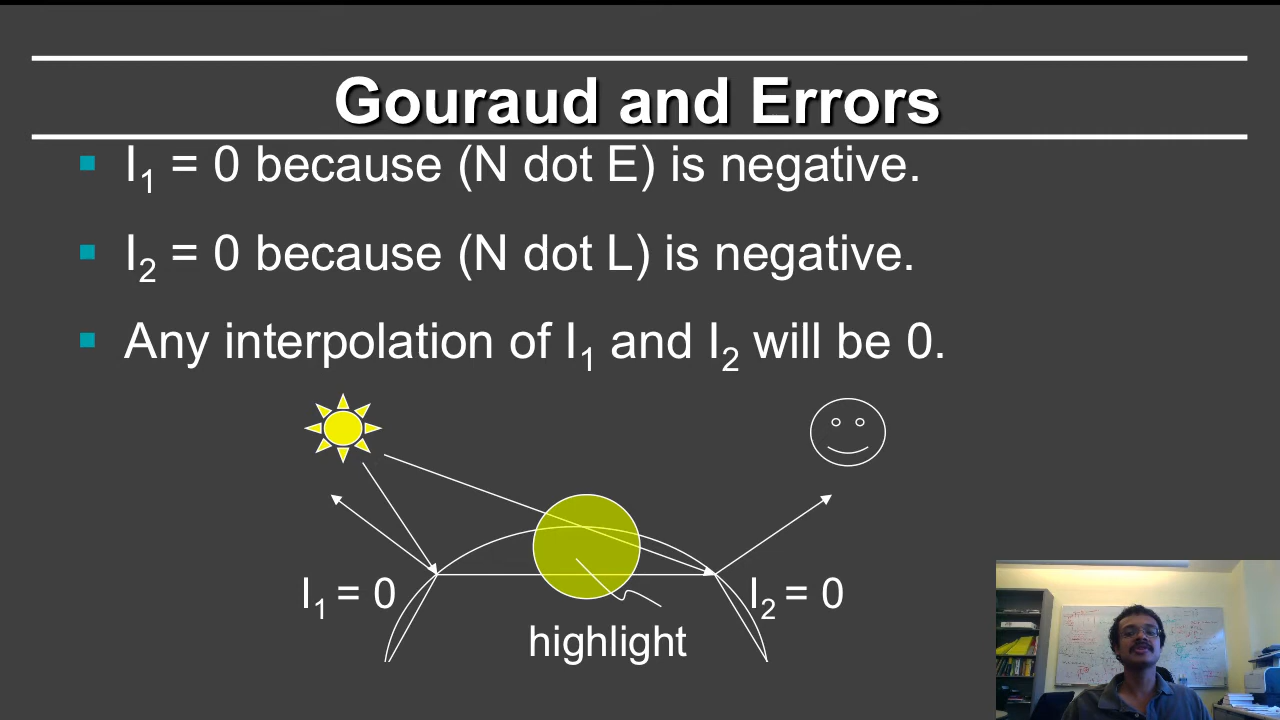 Gouraud and Errors
I₁ = 0 because (N dot E) is negative.
I₂ = 0 because (N dot L) is negative.
Any interpolation of I₁ and I₂ will be 0.
I₁ = 0
I₂ = 0
highlight